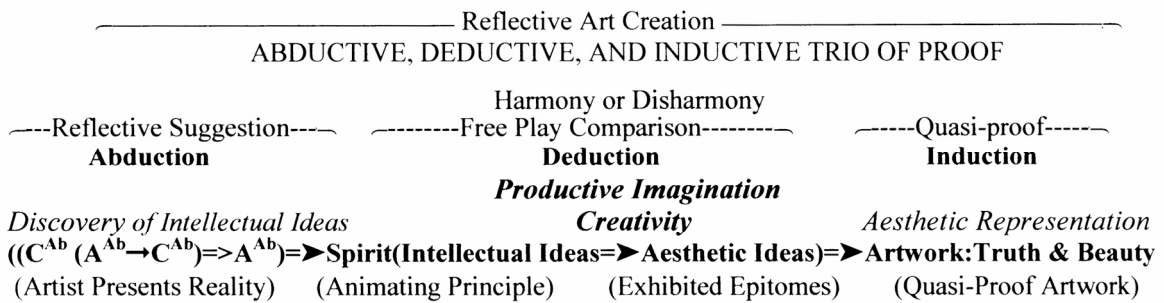 Reflective Art Creation
ABDUCTIVE, DEDUCTIVE, AND INDUCTIVE TRIO OF PROOF
Harmony or Disharmony
----Reflective Suggestion---- --------Free Play Comparison-------- -----Quasi-proof-----
Abduction Deduction Induction
Productive Imagination
Discovery of Intellectual Ideas Creativity Aesthetic Representation
((C^Ab (A^Ab→C^Ab)=>A^Ab)=➤Spirit(Intellectual Ideas=➤Aesthetic Ideas)=➤Artwork:Truth & Beauty
(Artist Presents Reality) (Animating Principle) (Exhibited Epitomes) (Quasi-Proof Artwork)